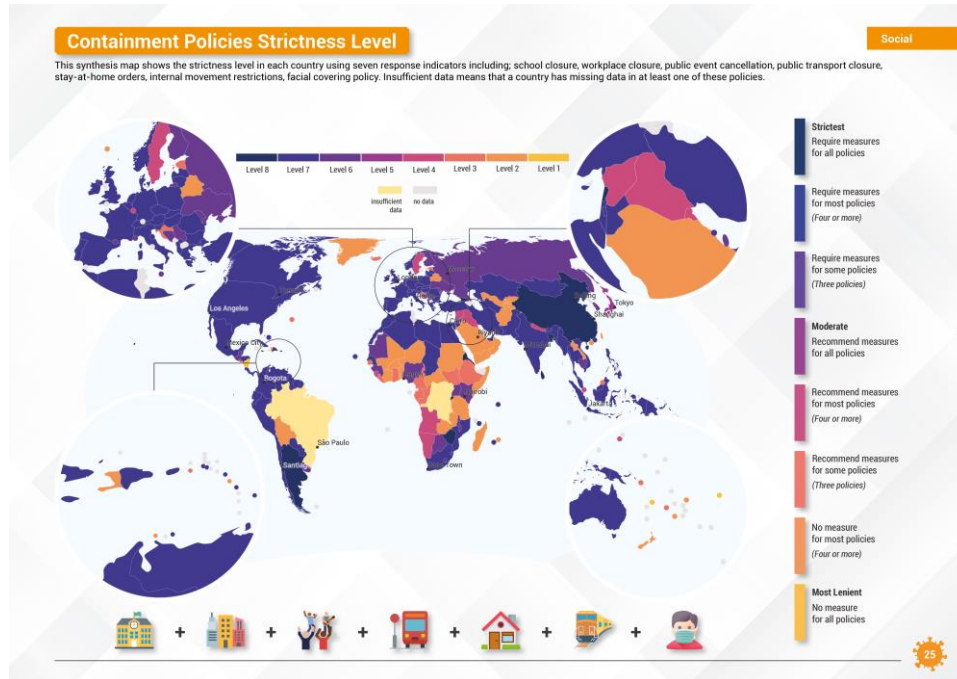 Containment Policies Strictness Level
Social
This synthesis map shows the strictness level in each country using seven response indicators including; school closure, workplace closure, public event cancellation, public transport closure,
stay-at-home orders, internal movement restrictions, facial covering policy. Insufficient data means that a country has missing data in at least one of these policies.
Level 8 Level 7 Level 6 Level 5 Level 4 Level 3 Level 2 Level 1
insufficient
data
no data
Los Angeles
Mexico City
Bogota
São Paulo
Santiago
Tokyo
Shanghai
Jakarta
Strictest
Require measures
for all policies
Require measures
for most policies
(Four or more)
Require measures
for some policies
(Three policies)
Moderate
Recommend measures
for all policies
Recommend measures
for most policies
(Four or more)
Recommend measures
for some policies
(Three policies)
No measure
for most policies
(Four or more)
Most Lenient
No measure
for all policies
+ + + + + +
25